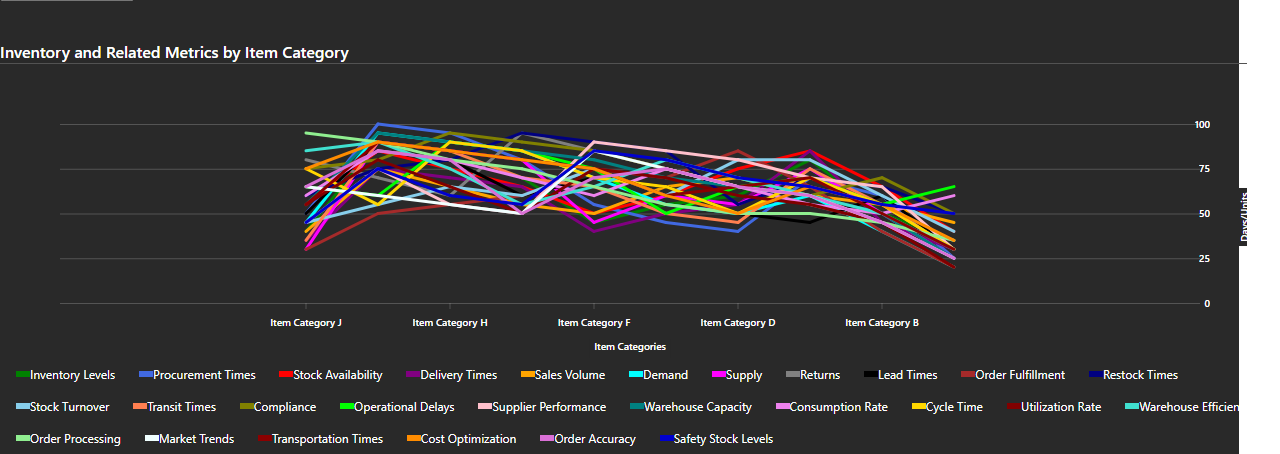 Inventory and Related Metrics by Item Category
100
75
50
25
0
Days/Units
Item Category J Item Category H Item Category F Item Category D Item Category B
Item Categories
Inventory Levels Procurement Times Stock Availability Delivery Times Sales Volume Demand Supply Returns Lead Times Order Fulfillment Restock Times
Stock Turnover Transit Times Compliance Operational Delays Supplier Performance Warehouse Capacity Consumption Rate Cycle Time Utilization Rate Warehouse Efficien
Order Processing Market Trends Transportation Times Cost Optimization Order Accuracy Safety Stock Levels